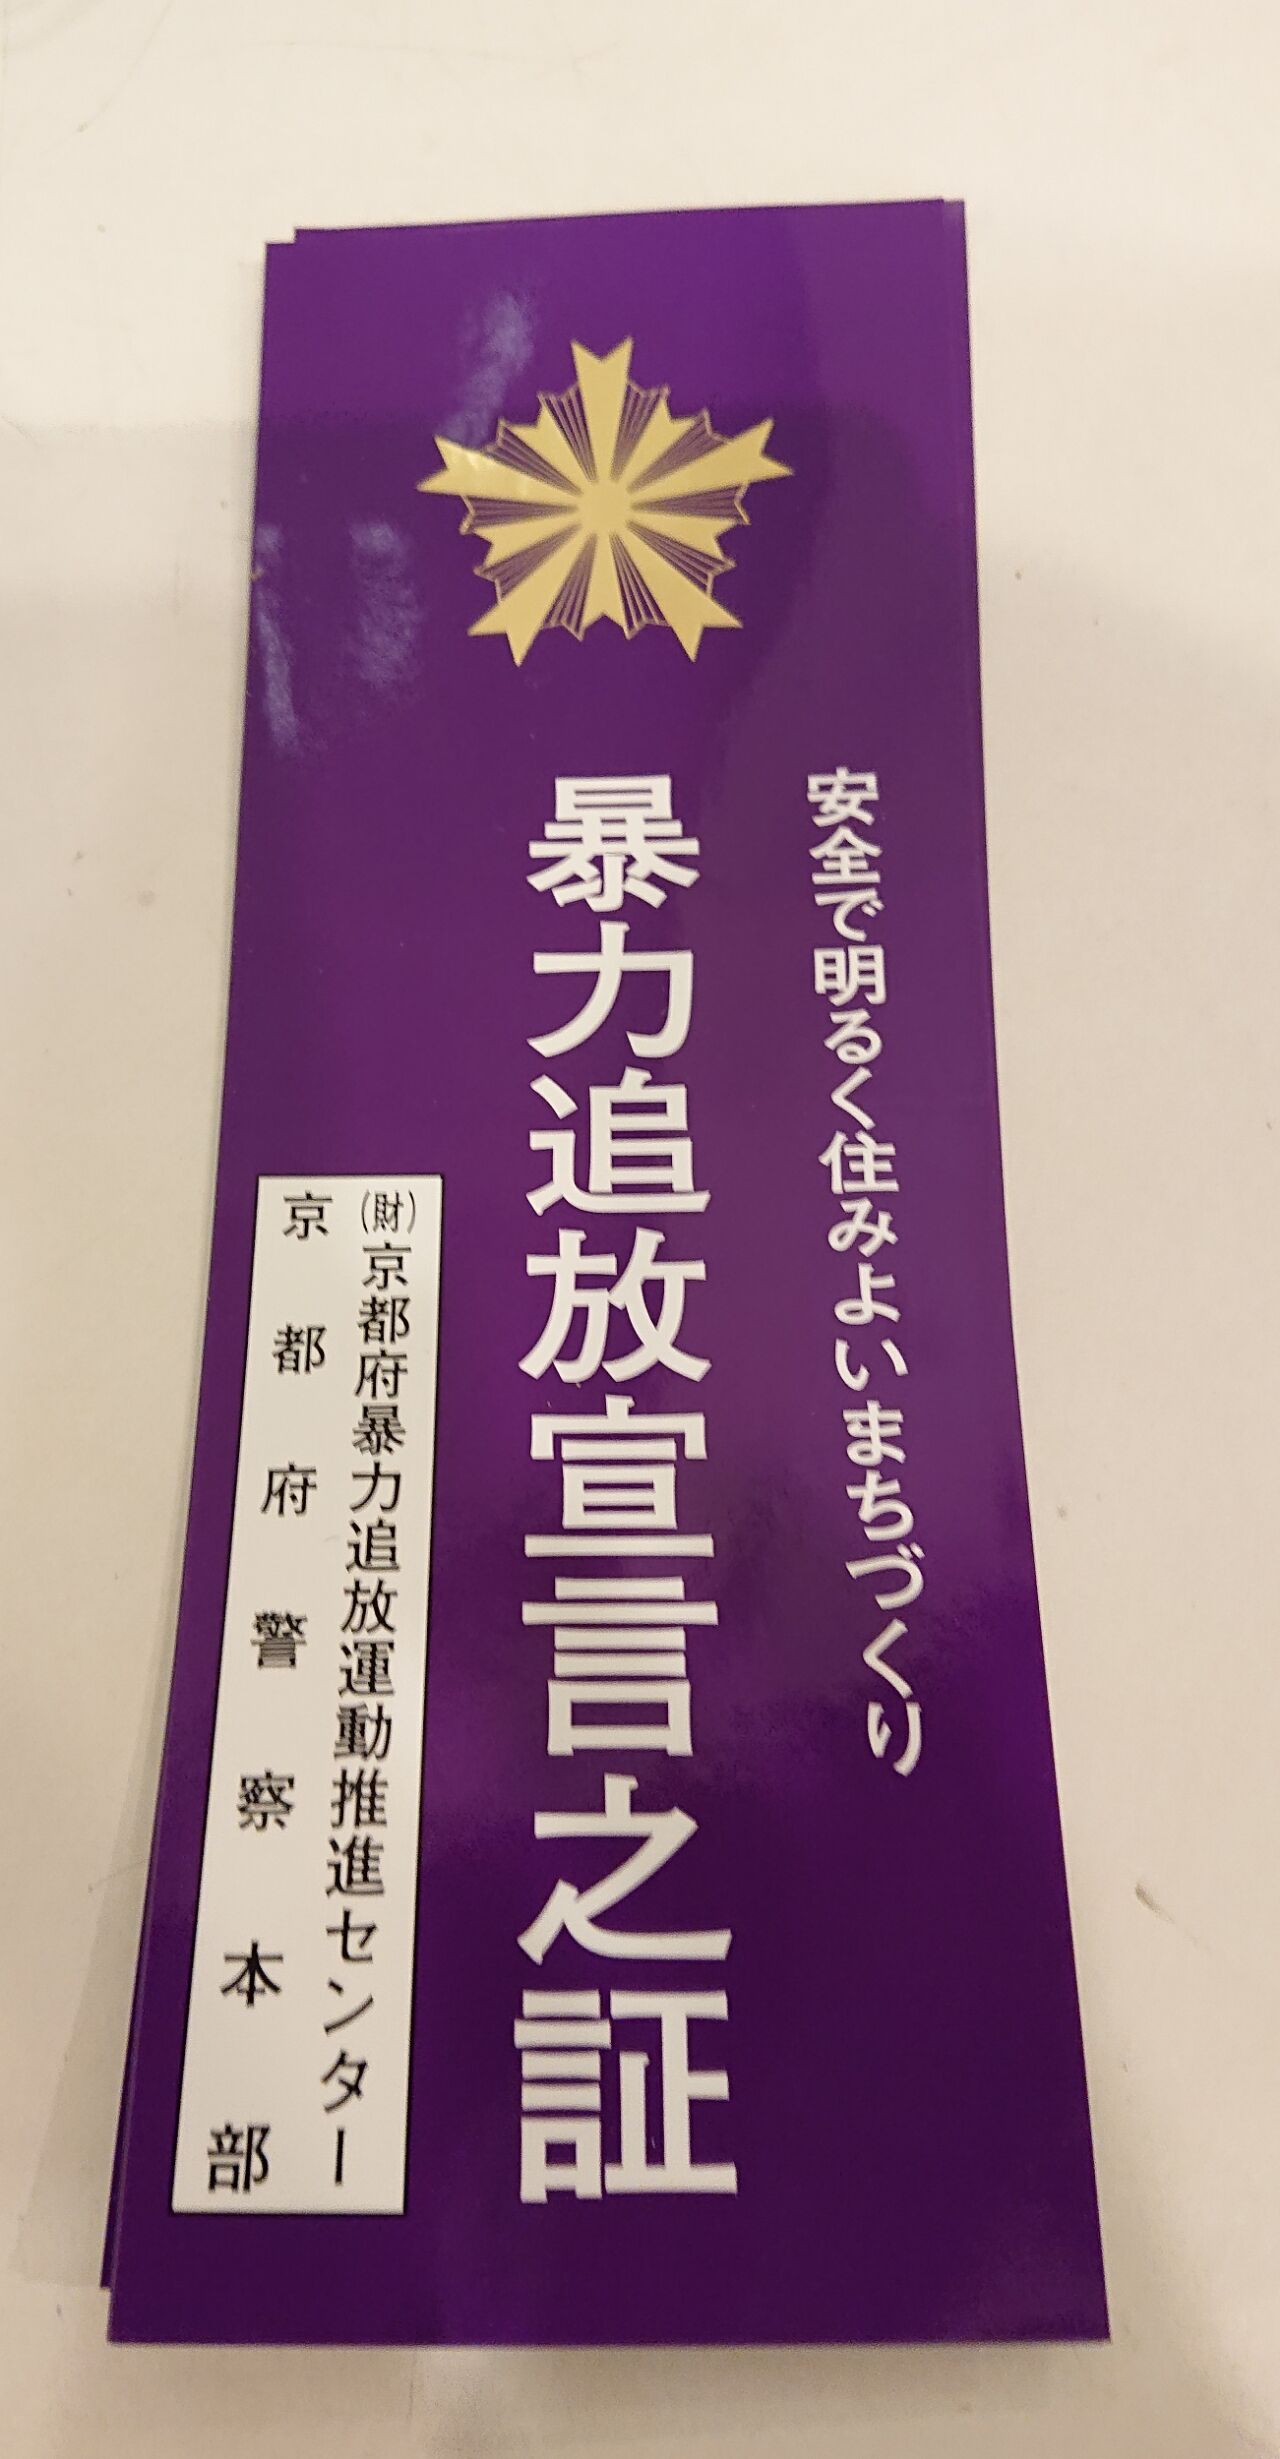 安全で明るく住みよいまちづくり
暴力追放宣言之証
(財)京都府暴力追放運動推進センター
京都府警察本部